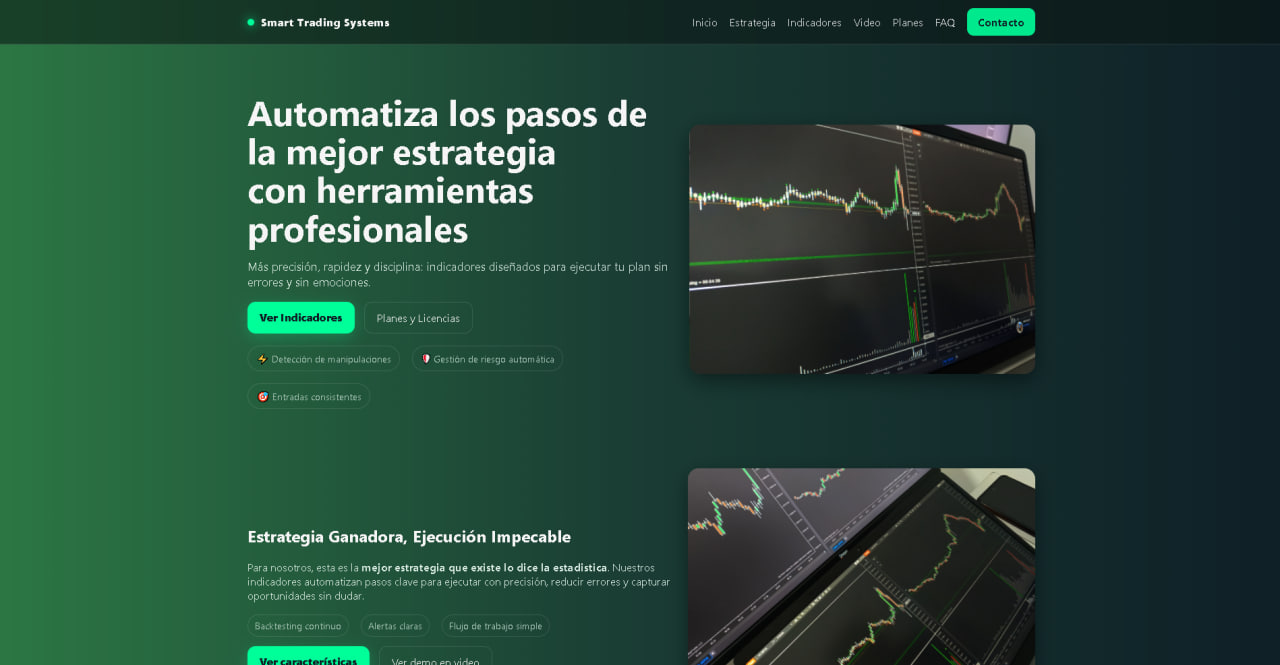 Smart Trading Systems
Inicio Estrategia Indicadores Video Planes FAQ Contacto
Automatiza los pasos de
la mejor estrategia
con herramientas
profesionales
Más precisión, rapidez y disciplina: indicadores diseñados para ejecutar tu plan sin
errores y sin emociones.
Ver Indicadores Planes y Licencias
Detección de manipulaciones Gestión de riesgo automática
Entradas consistentes
Estrategia Ganadora, Ejecución Impecable
Para nosotros, esta es la mejor estrategia que existe lo dice la estadistica. Nuestros
indicadores automatizan pasos clave para ejecutar con precisión, reducir errores y capturar
oportunidades sin dudar.
Backtesting continuo Alertas claras Flujo de trabajo simple
Ver características Ver demo en video